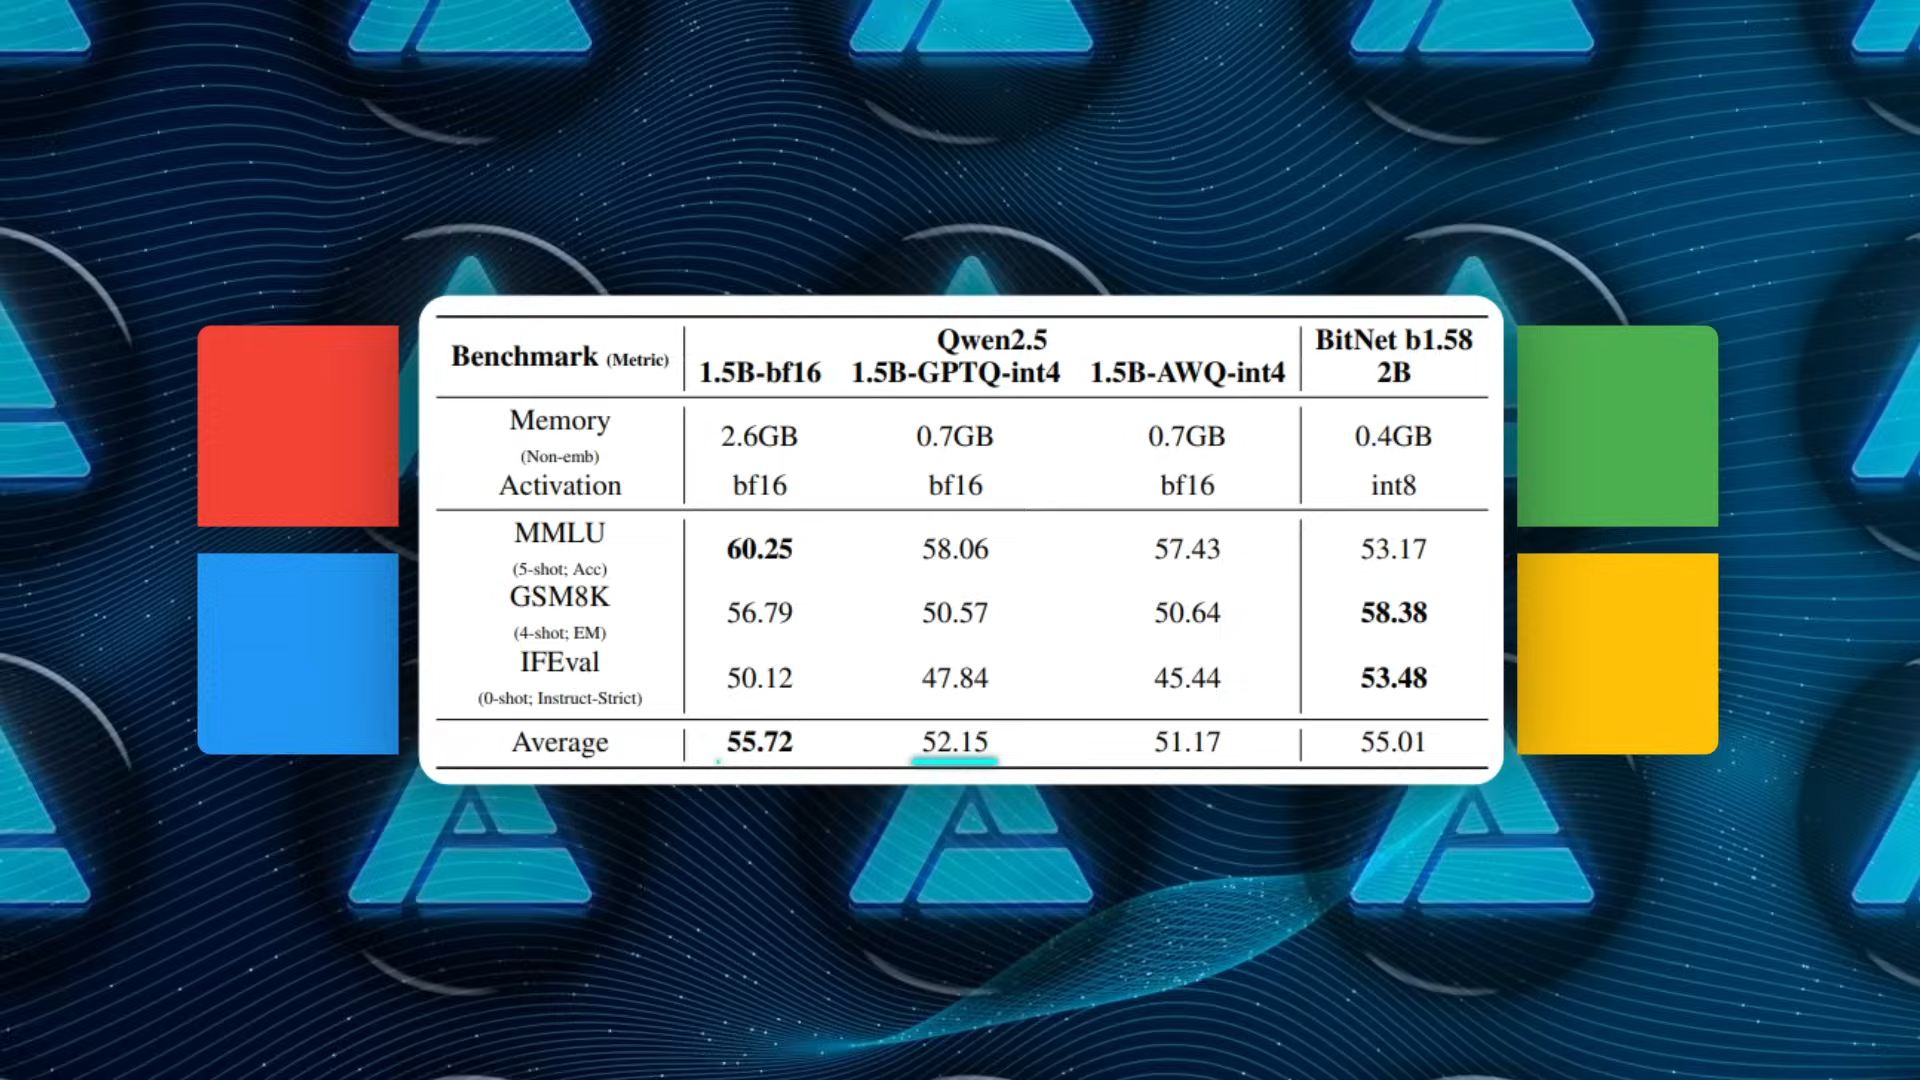 Benchmark (Metric) Qwen2.5 BitNet b1.58
1.5B-bf16 1.5B-GPTQ-int4 1.5B-AWQ-int4 2B
Memory
(Non-emb) 2.6GB 0.7GB 0.7GB 0.4GB
Activation bf16 bf16 bf16 int8
MMLU
(5-shot; Acc) 60.25 58.06 57.43 53.17
GSM8K
(4-shot; EM) 56.79 50.57 50.64 58.38
IFEval
(0-shot; Instruct-Strict) 50.12 47.84 45.44 53.48
Average 55.72 52.15 51.17 55.01